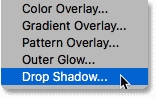 Color Overlay...
Gradient Overlay...
Pattern Overlay...
Outer Glow...
Drop Shadow...